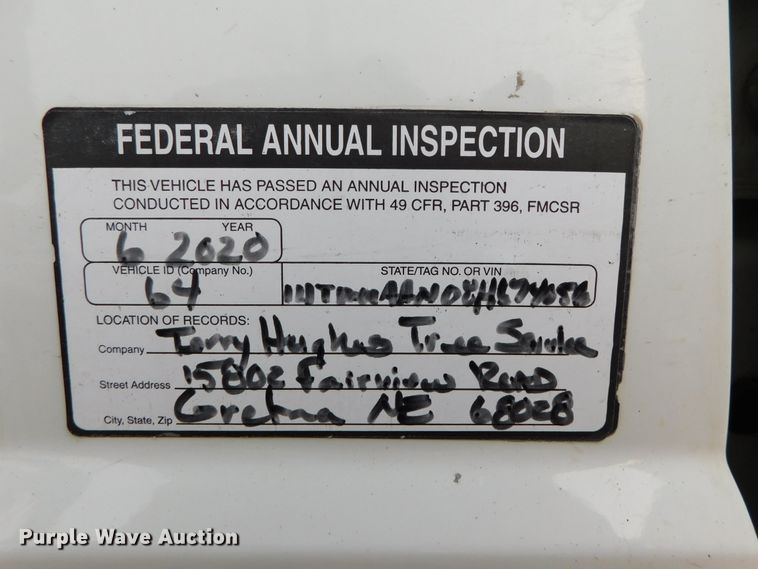 FEDERAL ANNUAL INSPECTION
THIS VEHICLE HAS PASSED AN ANNUAL INSPECTION
CONDUCTED IN ACCORDANCE WITH 49 CFR, PART 396, FMCSR
MONTH YEAR
6 2020
VEHICLE ID (Company No.) STATE/TAG NO. OR VIN
64
LOCATION OF RECORDS:
Company Terry Hughes Tree Service
Street Address 15802 Fairview Road
City, State, Zip Gretna NE 68028
Purple Wave Auction